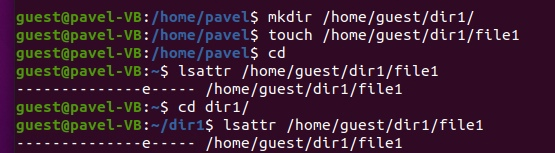 guest@pavel-VB:/home/pavel$ mkdir /home/guest/dir1/
guest@pavel-VB:/home/pavel$ touch /home/guest/dir1/file1
guest@pavel-VB:/home/pavel$ cd
guest@pavel-VB:~$ lsattr /home/guest/dir1/file1
--------------e----- /home/guest/dir1/file1
guest@pavel-VB:~$ cd dir1/
guest@pavel-VB:~/dir1$ lsattr /home/guest/dir1/file1
--------------e----- /home/guest/dir1/file1